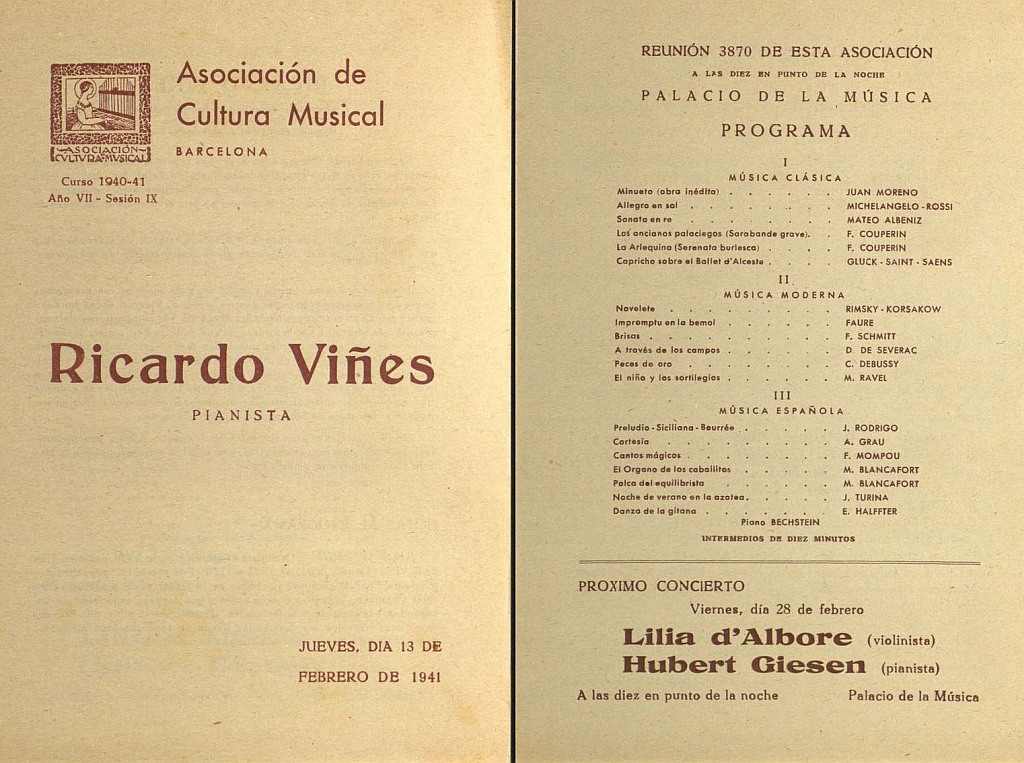 Asociación de
Cultura Musical
BARCELONA
ASOCIACIÓN
CVLTVRA MVSICAL
Curso 1940-41
Año VII - Sesión IX
Ricardo Viñes
PIANISTA
JUEVES, DIA 13 DE
FEBRERO DE 1941
REUNIÓN 3870 DE ESTA ASOCIACIÓN
A LAS DIEZ EN PUNTO DE LA NOCHE
PALACIO DE LA MÚSICA
PROGRAMA
I
MÚSICA CLÁSICA
Minueto (obra inédita) . . . . . . JUAN MORENO
Allegro en sol . . . . . . . . MICHELANGELO - ROSSI
Sonata en re . . . . . . . . MATEO ALBENIZ
Los ancianos palaciegos (Sarabande grave). . F. COUPERIN
La Arlequina (Serenata burlesca) . . . . F. COUPERIN
Capricho sobre el Ballet d'Alceste . . . . GLUCK - SAINT - SAENS
II
MÚSICA MODERNA
Novelete . . . . . . . . . RIMSKY - KORSAKOW
Impromptu en la bemol . . . . . . FAURE
Brisas . . . . . . . . . . F. SCHMITT
A través de los campos . . . . . . D. DE SEVERAC
Peces de oro . . . . . . . . C. DEBUSSY
El niño y los sortilegios . . . . . . M. RAVEL
III
MÚSICA ESPAÑOLA
Preludio - Siciliana - Bourrée . . . . . J. RODRIGO
Cortesía . . . . . . . . . A. GRAU
Cantos mágicos . . . . . . . . F. MOMPOU
El Organo de los caballitos . . . . . M. BLANCAFORT
Polca del equilibrista . . . . . . M. BLANCAFORT
Noche de verano en la azotea . . . . . J. TURINA
Danza de la gitana . . . . . . . E. HALFFTER
Piano BECHSTEIN
INTERMEDIOS DE DIEZ MINUTOS
PROXIMO CONCIERTO
Viernes, día 28 de febrero
Lilia d'Albore (violinista)
Hubert Giesen (pianista)
A las diez en punto de la noche Palacio de la Música